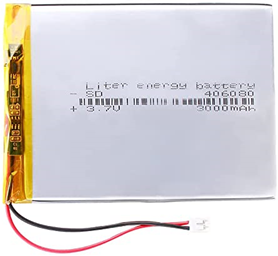 Liter energy battery
- SD 406080
+ 3.7V 3000mAh